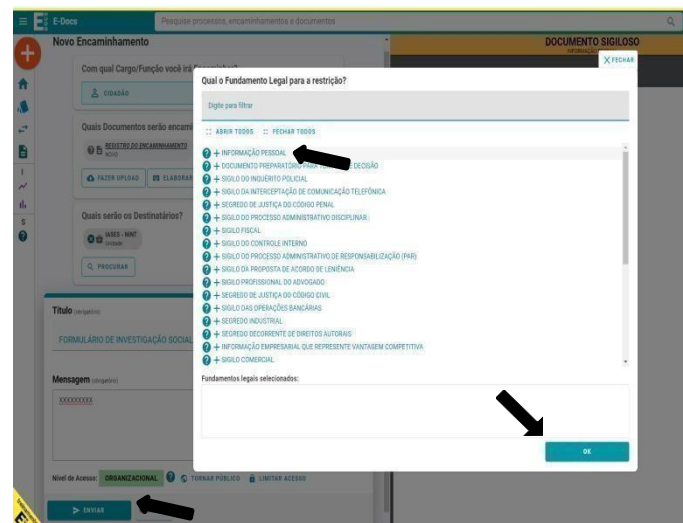 E-Docs
Pesquise processos, encaminhamentos e documentos
Novo Encaminhamento
DOCUMENTO SIGILOSO
FECHAR
Com qual Cargo/Função você irá
CIDADÃO
Qual o Fundamento Legal para a restrição?
Digite para filtrar
ABRIR TODOS FECHAR TODOS
Quais Documentos serão encami
REGISTRO DO ENCAMINHAMENTO
NOVO
FAZER UPLOAD ELABORAR
+ INFORMAÇÃO PESSOAL
+ DOCUMENTO PREPARATÓRIO PARA DE DECISÃO
+ SIGILO DO INQUÉRITO POLICIAL
+ SIGILO DA INTERCEPTAÇÃO DE COMUNICAÇÃO TELEFÔNICA
+ SEGREDO DE JUSTIÇA DO CÓDIGO PENAL
+ SIGILO DO PROCESSO ADMINISTRATIVO DISCIPLINAR
+ SIGILO FISCAL
+ SIGILO DO CONTROLE INTERNO
+ SIGILO DO PROCESSO ADMINISTRATIVO DE RESPONSABILIZAÇÃO (PAR)
+ SIGILO DA PROPOSTA DE ACORDO DE LENIÊNCIA
+ SIGILO PROFISSIONAL DO ADVOGADO
+ SEGREDO DE JUSTIÇA DO CÓDIGO CIVIL
+ SIGILO DAS OPERAÇÕES BANCÁRIAS
+ SEGREDO INDUSTRIAL
+ SEGREDO DECORRENTE DE DIREITOS AUTORAIS
+ INFORMAÇÃO EMPRESARIAL QUE REPRESENTE VANTAGEM COMPETITIVA
+ SIGILO COMERCIAL
Quais serão os Destinatários?
IASES - MINT
Unidade
PROCURAR
Fundamentos legais selecionados:
OK
Título (obrigatório)
FORMULÁRIO DE INVESTIGAÇÃO SOCIAL
Mensagem (obrigatório)
XXXXXXXXX
Nível de Acesso: ORGANIZACIONAL TORNAR PÚBLICO LIMITAR ACESSO
ENVIAR